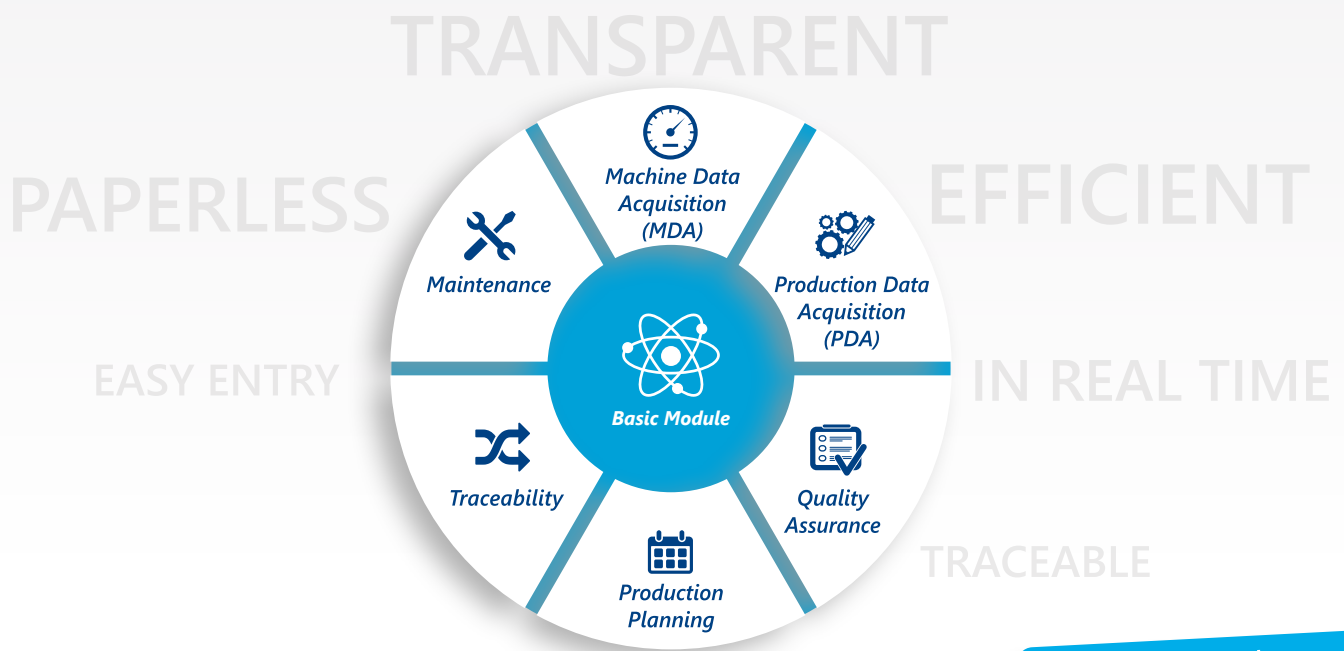 TRANSPARENT
Machine Data
Acquisition
(MDA)
PAPERLESS
EFFICIENT
Maintenance
Production Data
Acquisition
(PDA)
EASY ENTRY
IN REAL TIME
Basic Module
Traceability
Quality
Assurance
TRACEABLE
Production
Planning